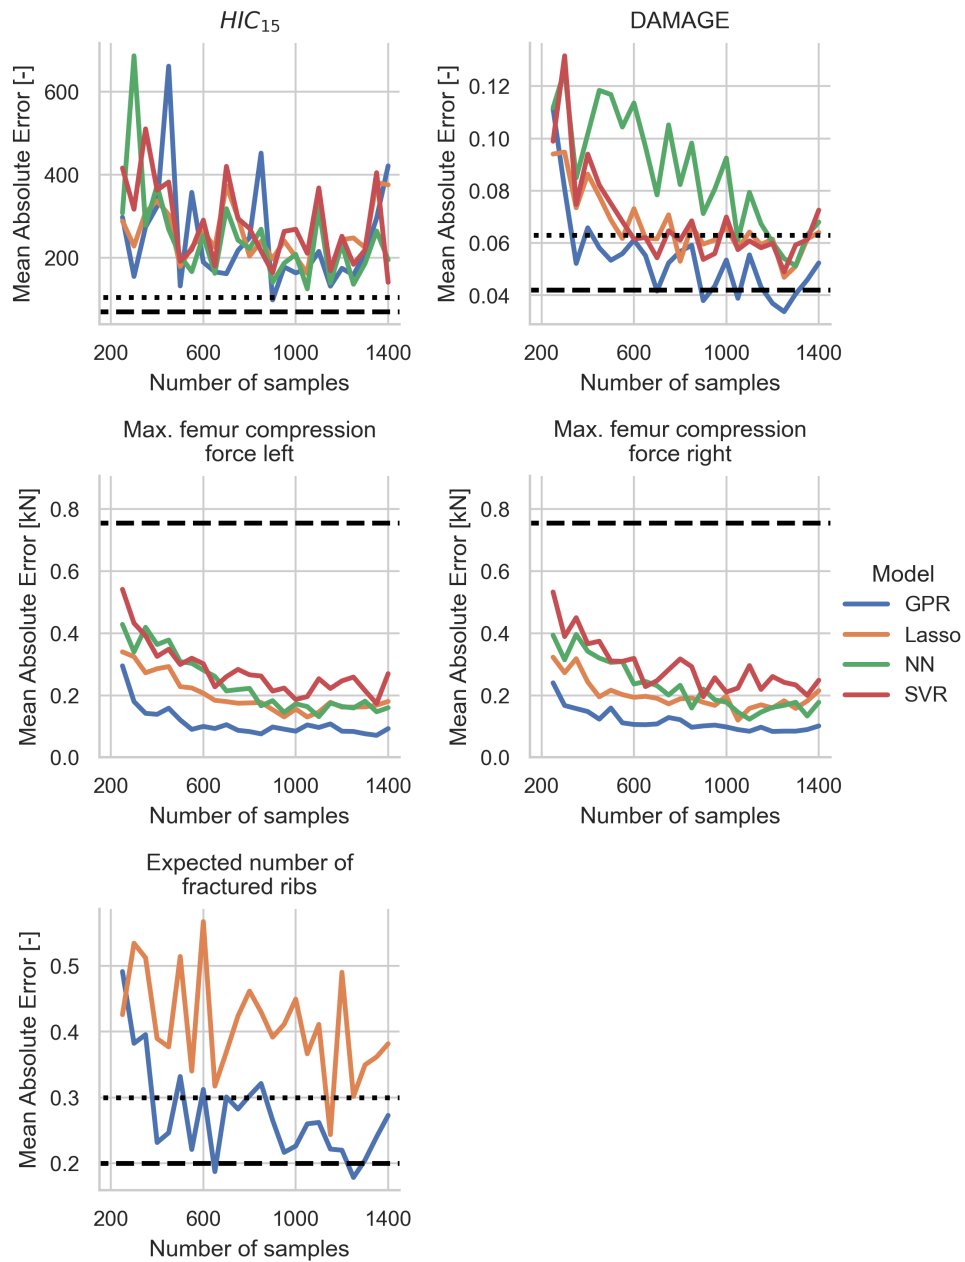 HIC15
Mean Absolute Error [-]
600
400
200
200
600
1000
1400
Number of samples
DAMAGE
Mean Absolute Error [-]
0.12
0.10
0.08
0.06
0.04
200
600
1000
1400
Number of samples
Max. femur compression
force left
Mean Absolute Error [kN]
0.8
0.6
0.4
0.2
0.0
200
600
1000
1400
Number of samples
Max. femur compression
force right
Mean Absolute Error [kN]
0.8
0.6
0.4
0.2
0.0
200
600
1000
1400
Number of samples
Model
GPR
Lasso
NN
SVR
Expected number of
fractured ribs
Mean Absolute Error [-]
0.5
0.4
0.3
0.2
200
600
1000
1400
Number of samples